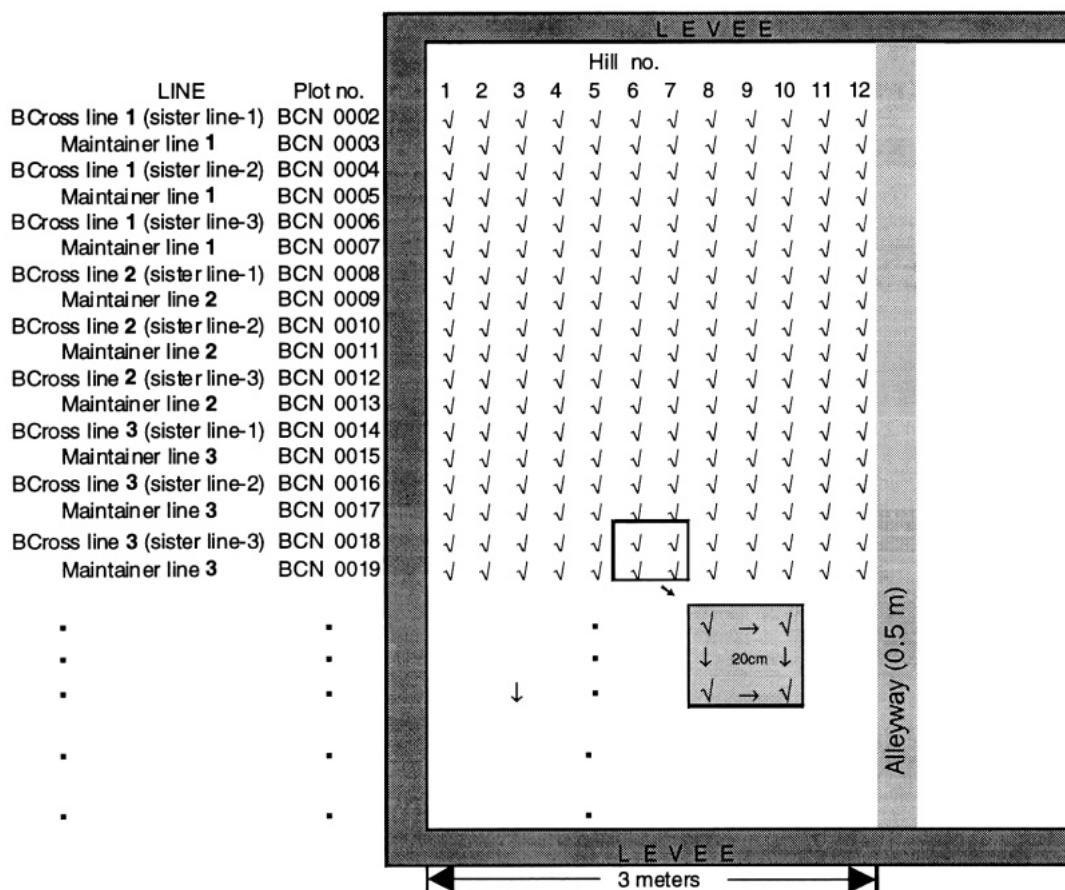 LEVEE
Hill no.
LINE Plot no. 1 2 3 4 5 6 7 8 9 10 11 12
BCross line 1 (sister line-1) BCN 0002 √ √ √ √ √ √ √ √ √ √ √ √
Maintainer line 1 BCN 0003 √ √ √ √ √ √ √ √ √ √ √ √
BCross line 1 (sister line-2) BCN 0004 √ √ √ √ √ √ √ √ √ √ √ √
Maintainer line 1 BCN 0005 √ √ √ √ √ √ √ √ √ √ √ √
BCross line 1 (sister line-3) BCN 0006 √ √ √ √ √ √ √ √ √ √ √ √
Maintainer line 1 BCN 0007 √ √ √ √ √ √ √ √ √ √ √ √
BCross line 2 (sister line-1) BCN 0008 √ √ √ √ √ √ √ √ √ √ √ √
Maintainer line 2 BCN 0009 √ √ √ √ √ √ √ √ √ √ √ √
BCross line 2 (sister line-2) BCN 0010 √ √ √ √ √ √ √ √ √ √ √ √
Maintainer line 2 BCN 0011 √ √ √ √ √ √ √ √ √ √ √ √
BCross line 2 (sister line-3) BCN 0012 √ √ √ √ √ √ √ √ √ √ √ √
Maintainer line 2 BCN 0013 √ √ √ √ √ √ √ √ √ √ √ √
BCross line 3 (sister line-1) BCN 0014 √ √ √ √ √ √ √ √ √ √ √ √
Maintainer line 3 BCN 0015 √ √ √ √ √ √ √ √ √ √ √ √
BCross line 3 (sister line-2) BCN 0016 √ √ √ √ √ √ √ √ √ √ √ √
Maintainer line 3 BCN 0017 √ √ √ √ √ √ √ √ √ √ √ √
BCross line 3 (sister line-3) BCN 0018 √ √ √ √ √ √ √ √ √ √ √ √
Maintainer line 3 BCN 0019 √ √ √ √ √ √ √ √ √ √ √ √
√ → √
↓ 20cm ↓
√ → √
Alleyway (0.5 m)
LEVEE
3 meters